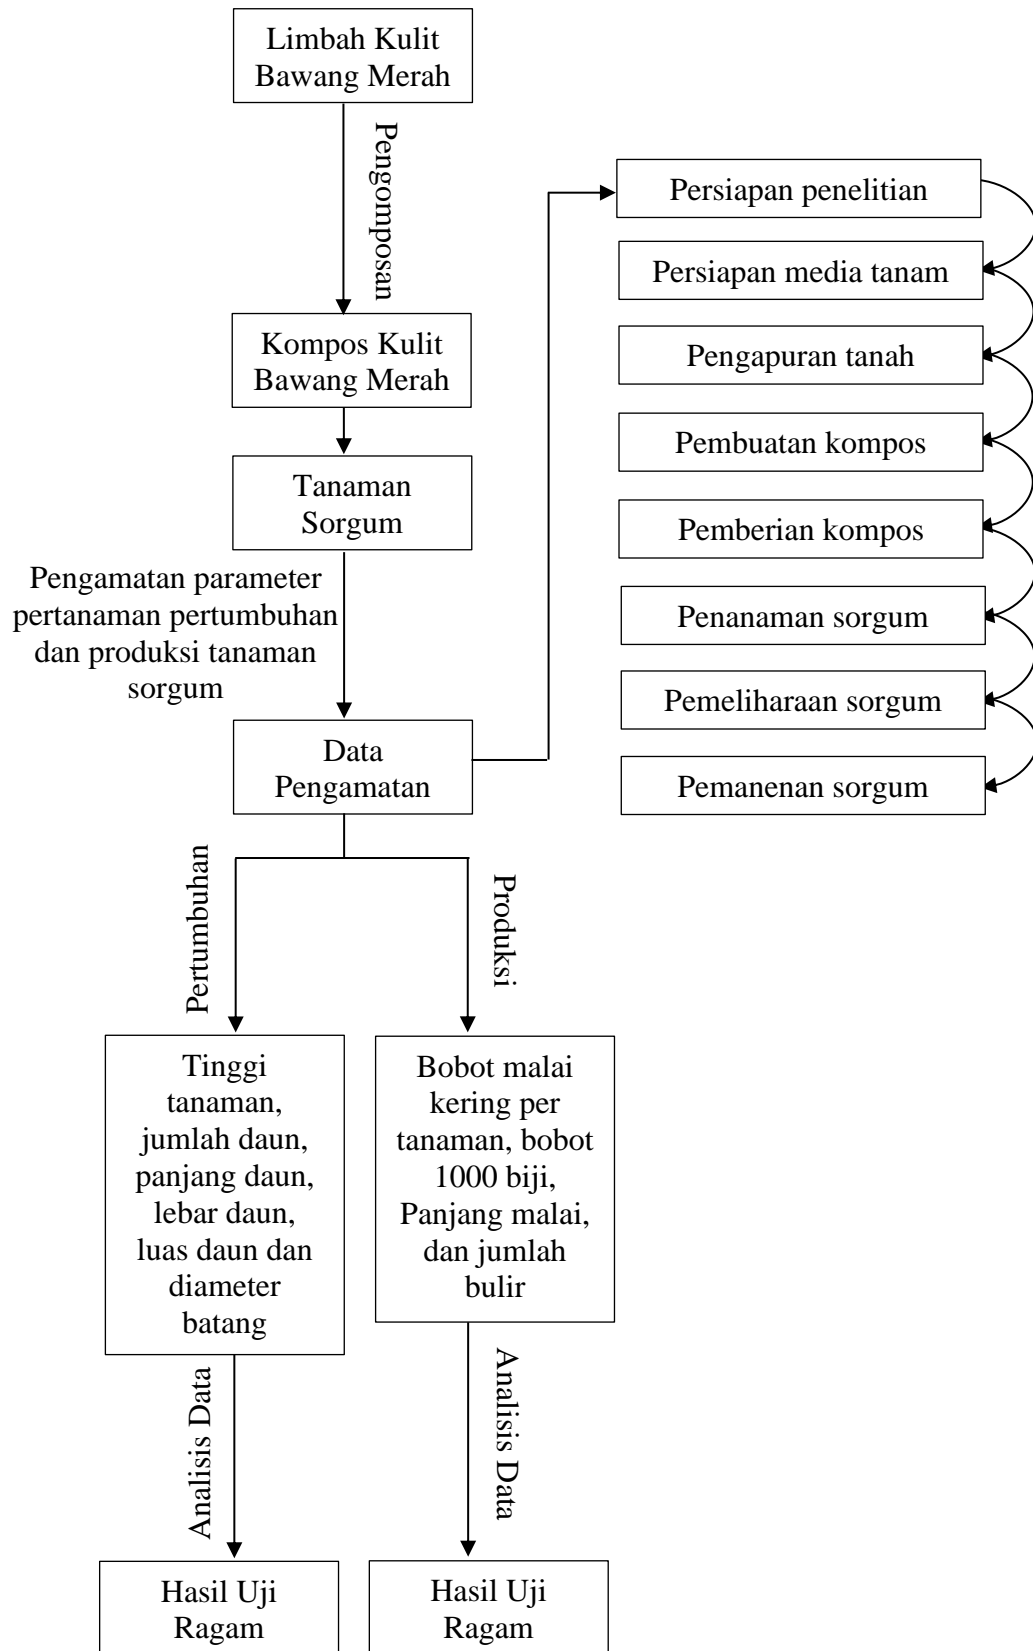 Limbah Kulit
Bawang Merah
Pengomposan
Kompos Kulit
Bawang Merah
Tanaman
Sorgum
Pengamatan parameter
pertanaman pertumbuhan
dan produksi tanaman
sorgum
Data
Pengamatan
Persiapan penelitian
Persiapan media tanam
Pengapuran tanah
Pembuatan kompos
Pemberian kompos
Penanaman sorgum
Pemeliharaan sorgum
Pemanenan sorgum
Pertumbuhan
Produksi
Tinggi
tanaman,
jumlah daun,
panjang daun,
lebar daun,
luas daun dan
diameter
batang
Bobot malai
kering per
tanaman, bobot
1000 biji,
Panjang malai,
dan jumlah
bulir
Analisis Data
Analisis Data
Hasil Uji
Ragam
Hasil Uji
Ragam